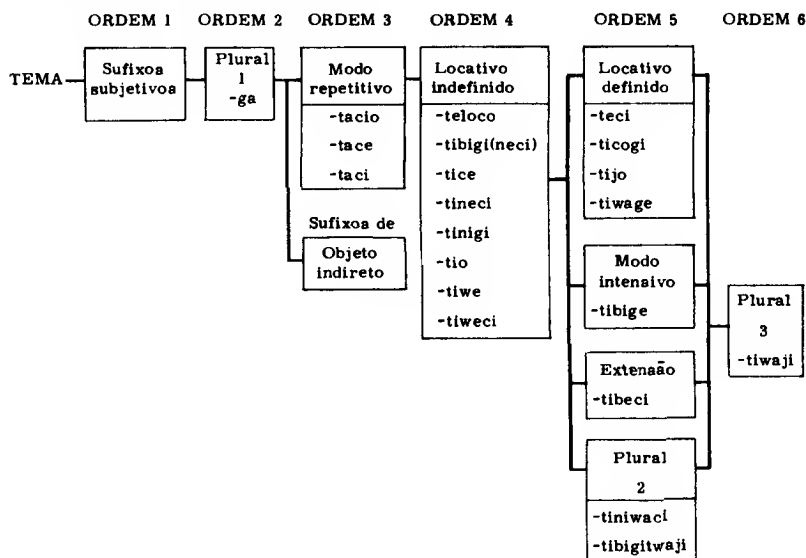 ORDEM 1 ORDEM 2 ORDEM 3 ORDEM 4 ORDEM 5 ORDEM 6
TEMA
Sufixoa
subjetivoa
Plural
1
-ga
Modo
repetitivo
-tacio
-tace
-taci
Sufixoa de
Objeto
indireto
Locativo
indefinido
-teloco
-tibigi(neci)
-tice
-tineci
-tinigi
-tio
-tiwe
-tiweci
Locativo
definido
-teci
-ticogi
-tijo
-tiwage
Modo
intensivo
-tibige
Extenaão
-tibeci
Plural
2
-tiniwaci
-tibigitwaji
Plural
3
-tiwaji